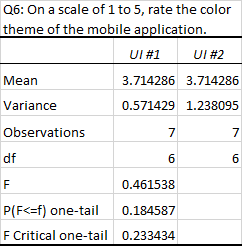 Q6: On a scale of 1 to 5, rate the color
theme of the mobile application.
UI #1 UI #2
Mean 3.714286 3.714286
Variance 0.571429 1.238095
Observations 7 7
df 6 6
F 0.461538
P(F<=f) one-tail 0.184587
F Critical one-tail 0.233434